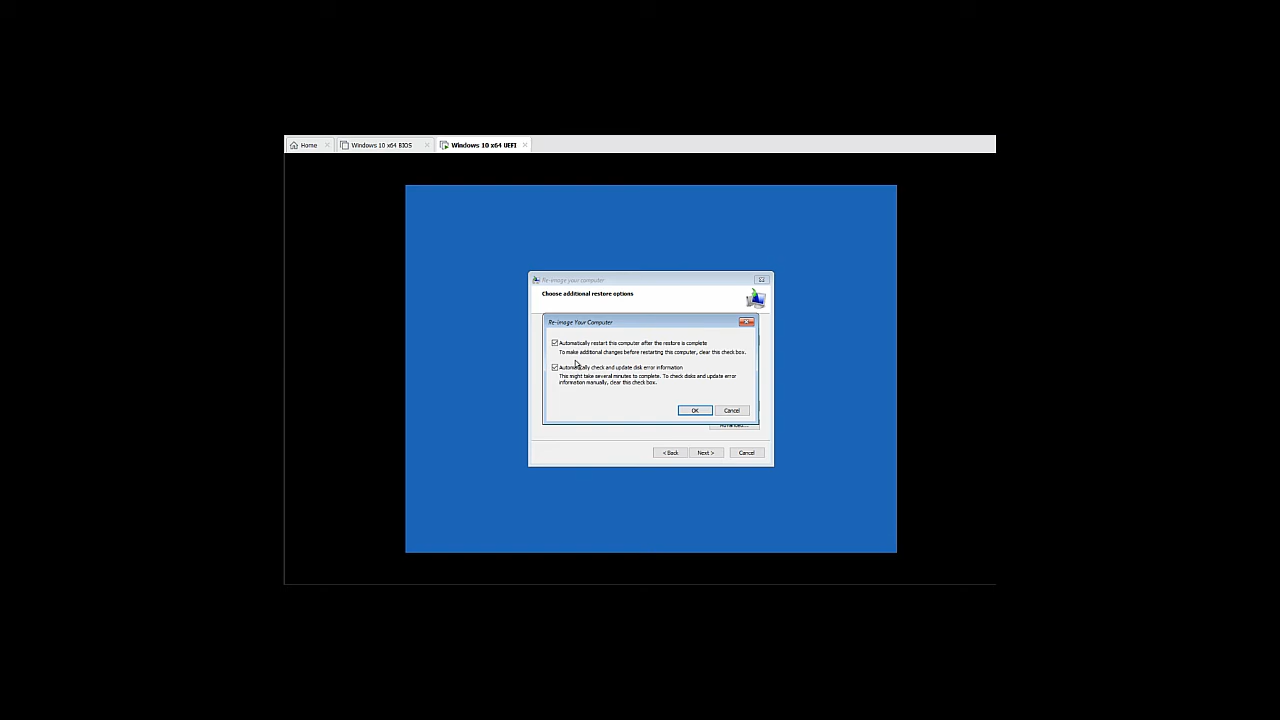 Home
Windows 10 x64 BIOS
Windows 10 x64 UEFI
Re-image your computer
Choose additional restore options
Re-image Your Computer
Automatically restart this computer after the restore is complete
To make additional changes before restarting this computer, clear this check box.
Automatically check and update disk error information
This might take several minutes to complete. To check disks and update error
information manually, clear this check box.
OK
Cancel
Advanced...
< Back
Next >
Cancel